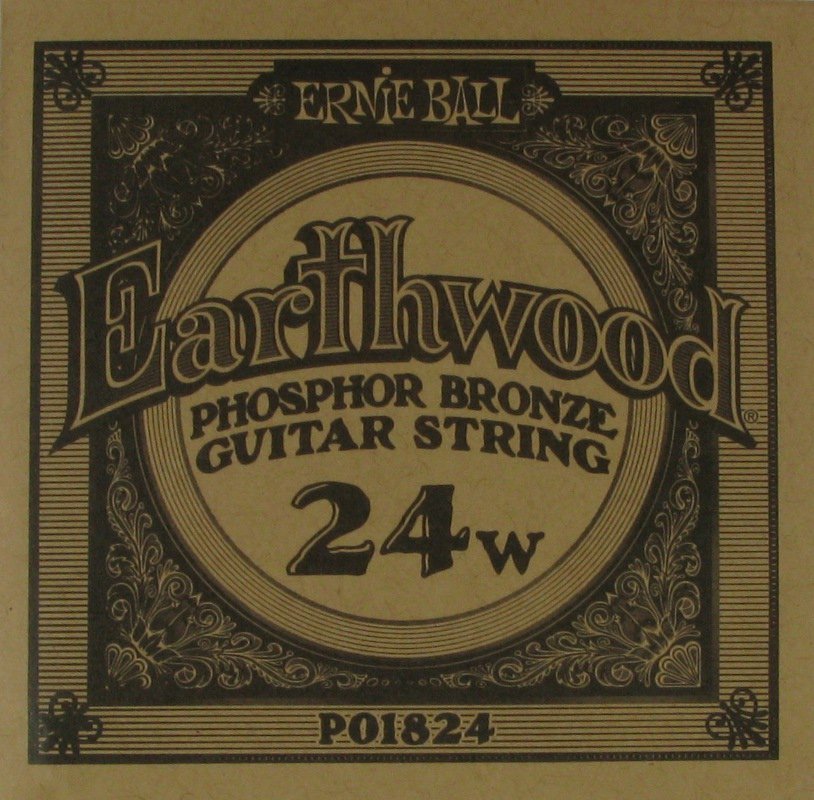 ERNIE BALL
Earthwood®
PHOSPHOR BRONZE
GUITAR STRING
24w
P01824